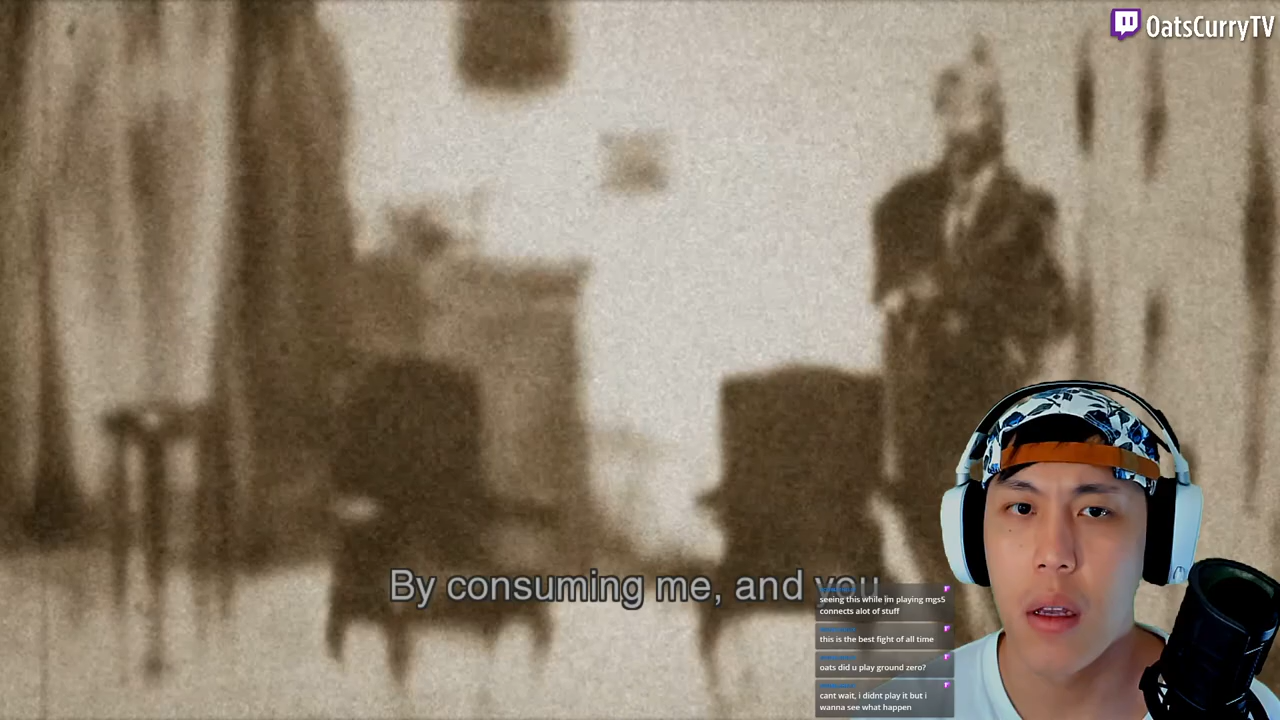 OatsCurryTV
By consuming me, and you
seeing this while im playing mgs5
connects alot of stuff
this is the best fight of all time
oats did u play ground zero?
cant wait, i didnt play it but i
wanna see what happen